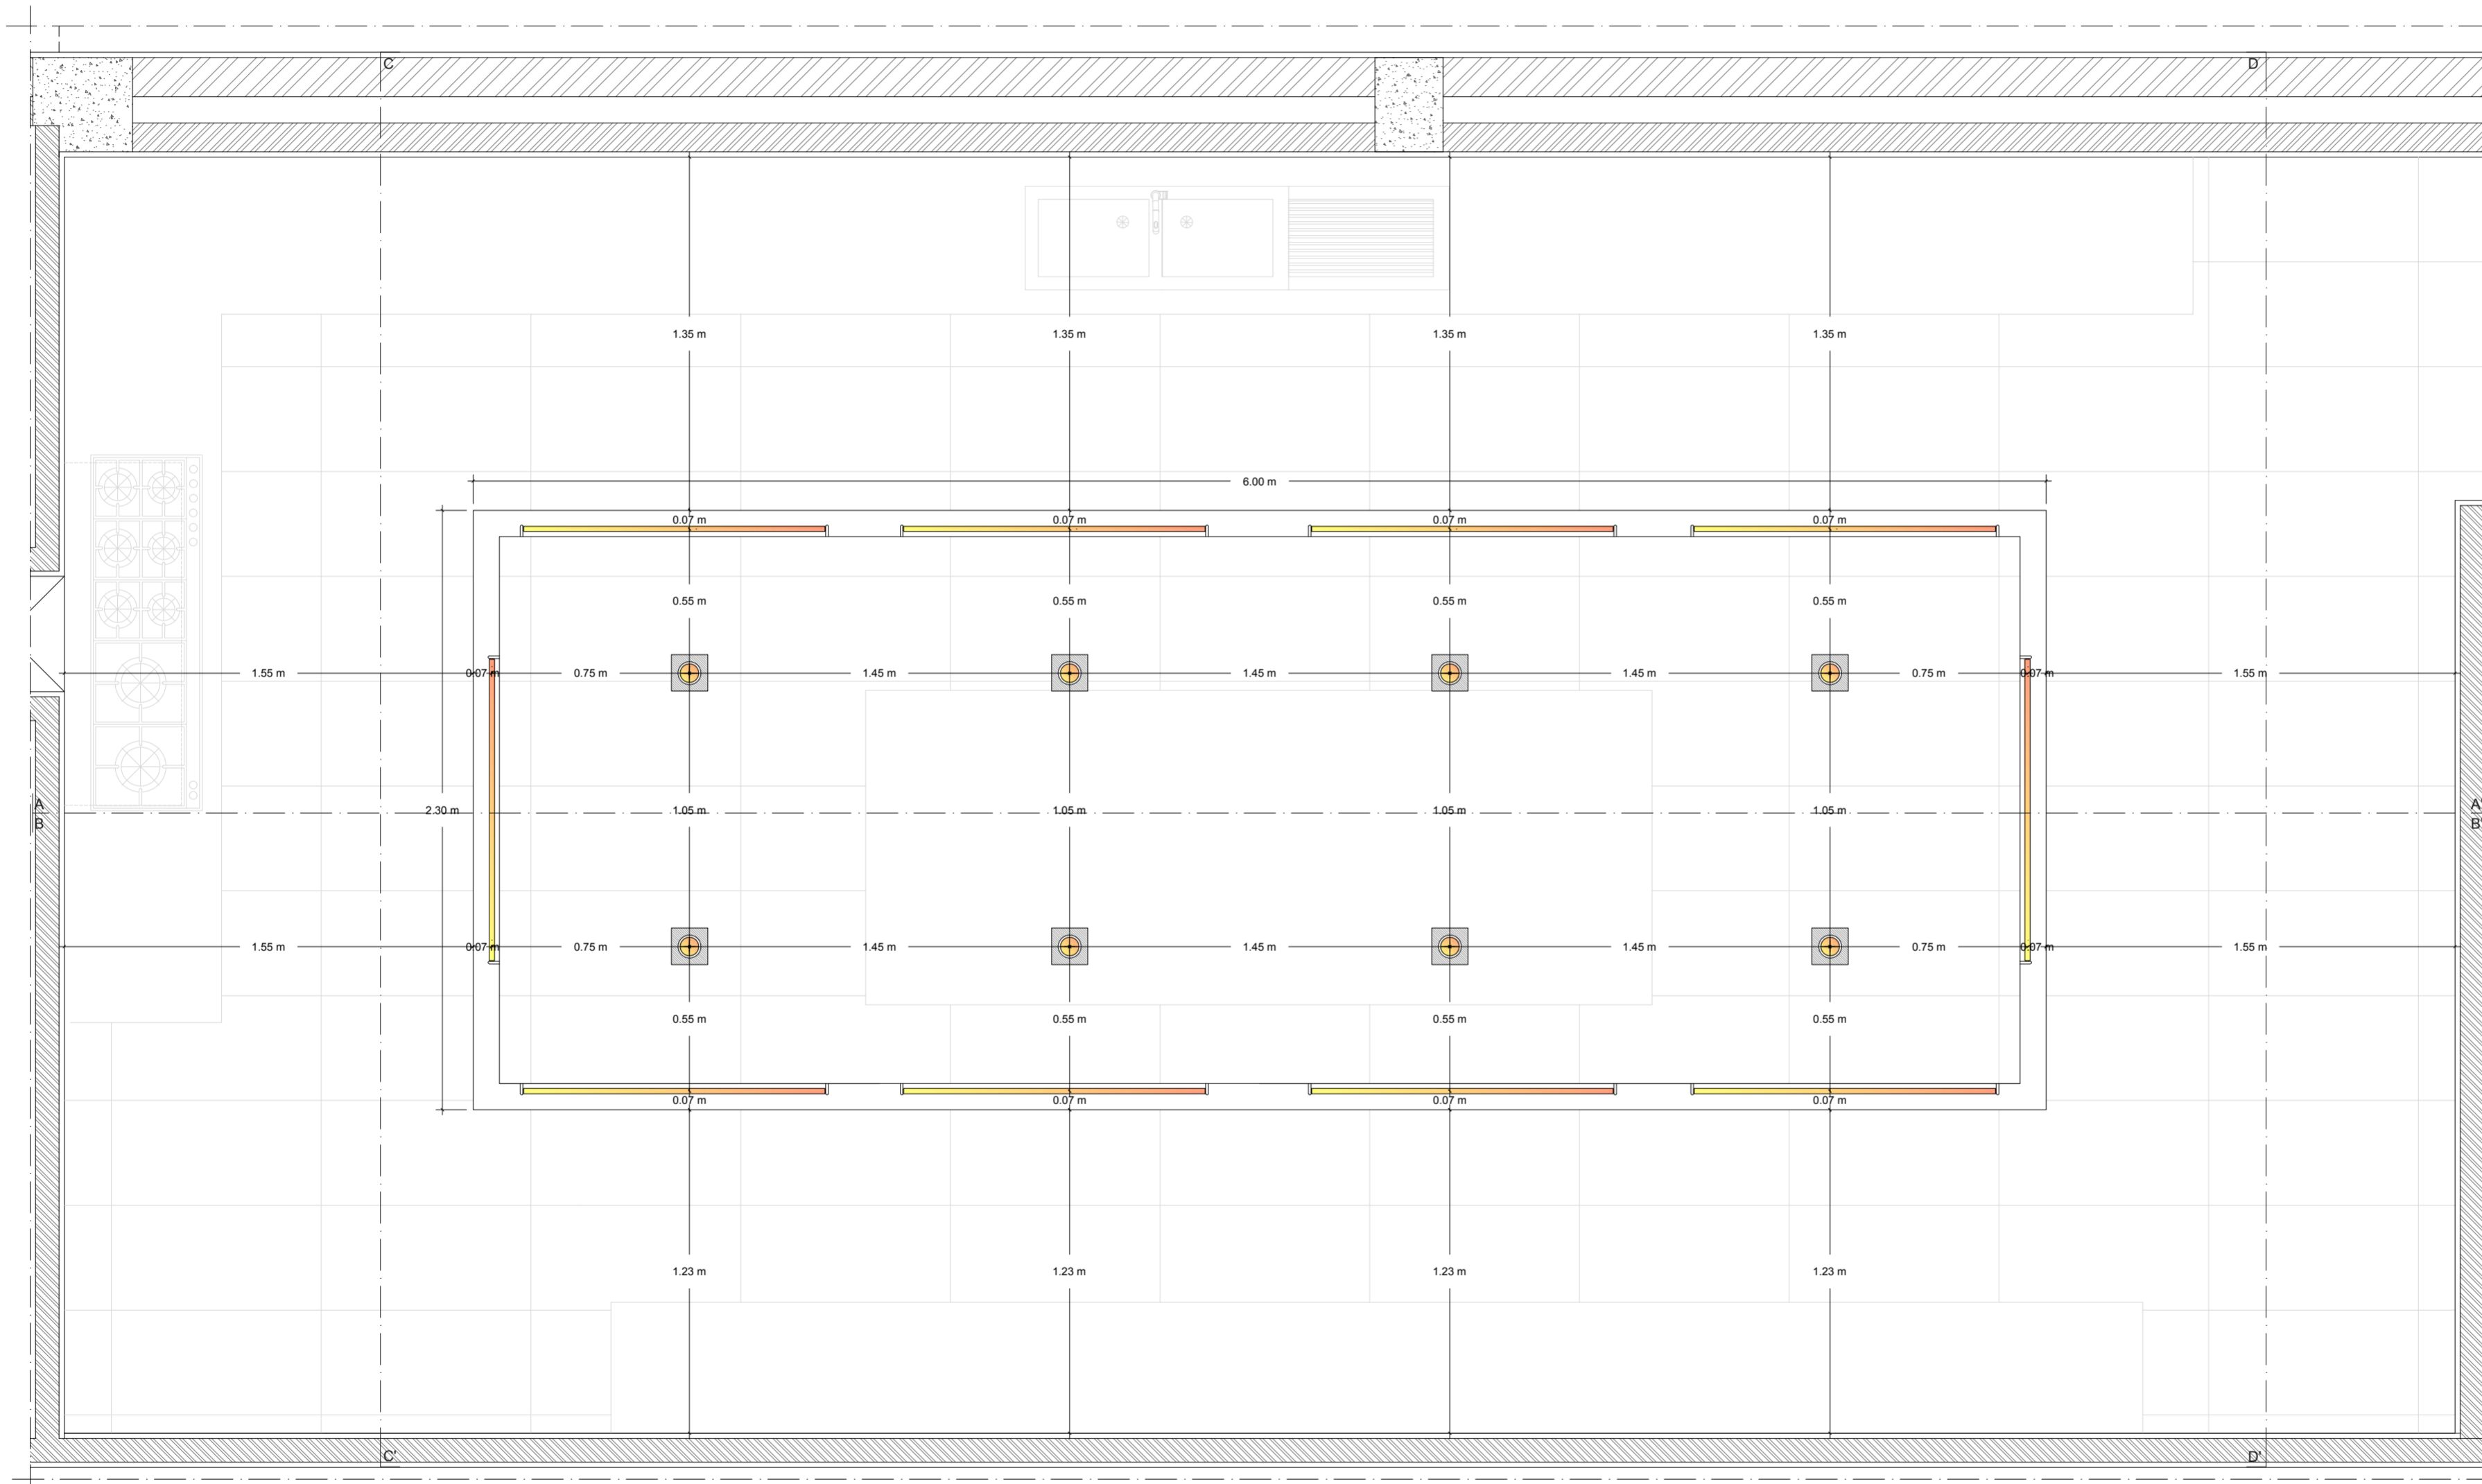 C D
1.35 m 1.35 m 1.35 m 1.35 m
6.00 m
0.07 m 0.07 m 0.07 m 0.07 m
0.55 m 0.55 m 0.55 m 0.55 m
1.55 m 0.07 m 0.75 m 1.45 m 1.45 m 1.45 m 0.75 m 0.07 m 1.55 m
A A'
2.30 m 1.05 m 1.05 m 1.05 m 1.05 m
B B'
1.55 m 0.07 m 0.75 m 1.45 m 1.45 m 1.45 m 0.75 m 0.07 m 1.55 m
0.55 m 0.55 m 0.55 m 0.55 m
0.07 m 0.07 m 0.07 m 0.07 m
1.23 m 1.23 m 1.23 m 1.23 m
C' D'